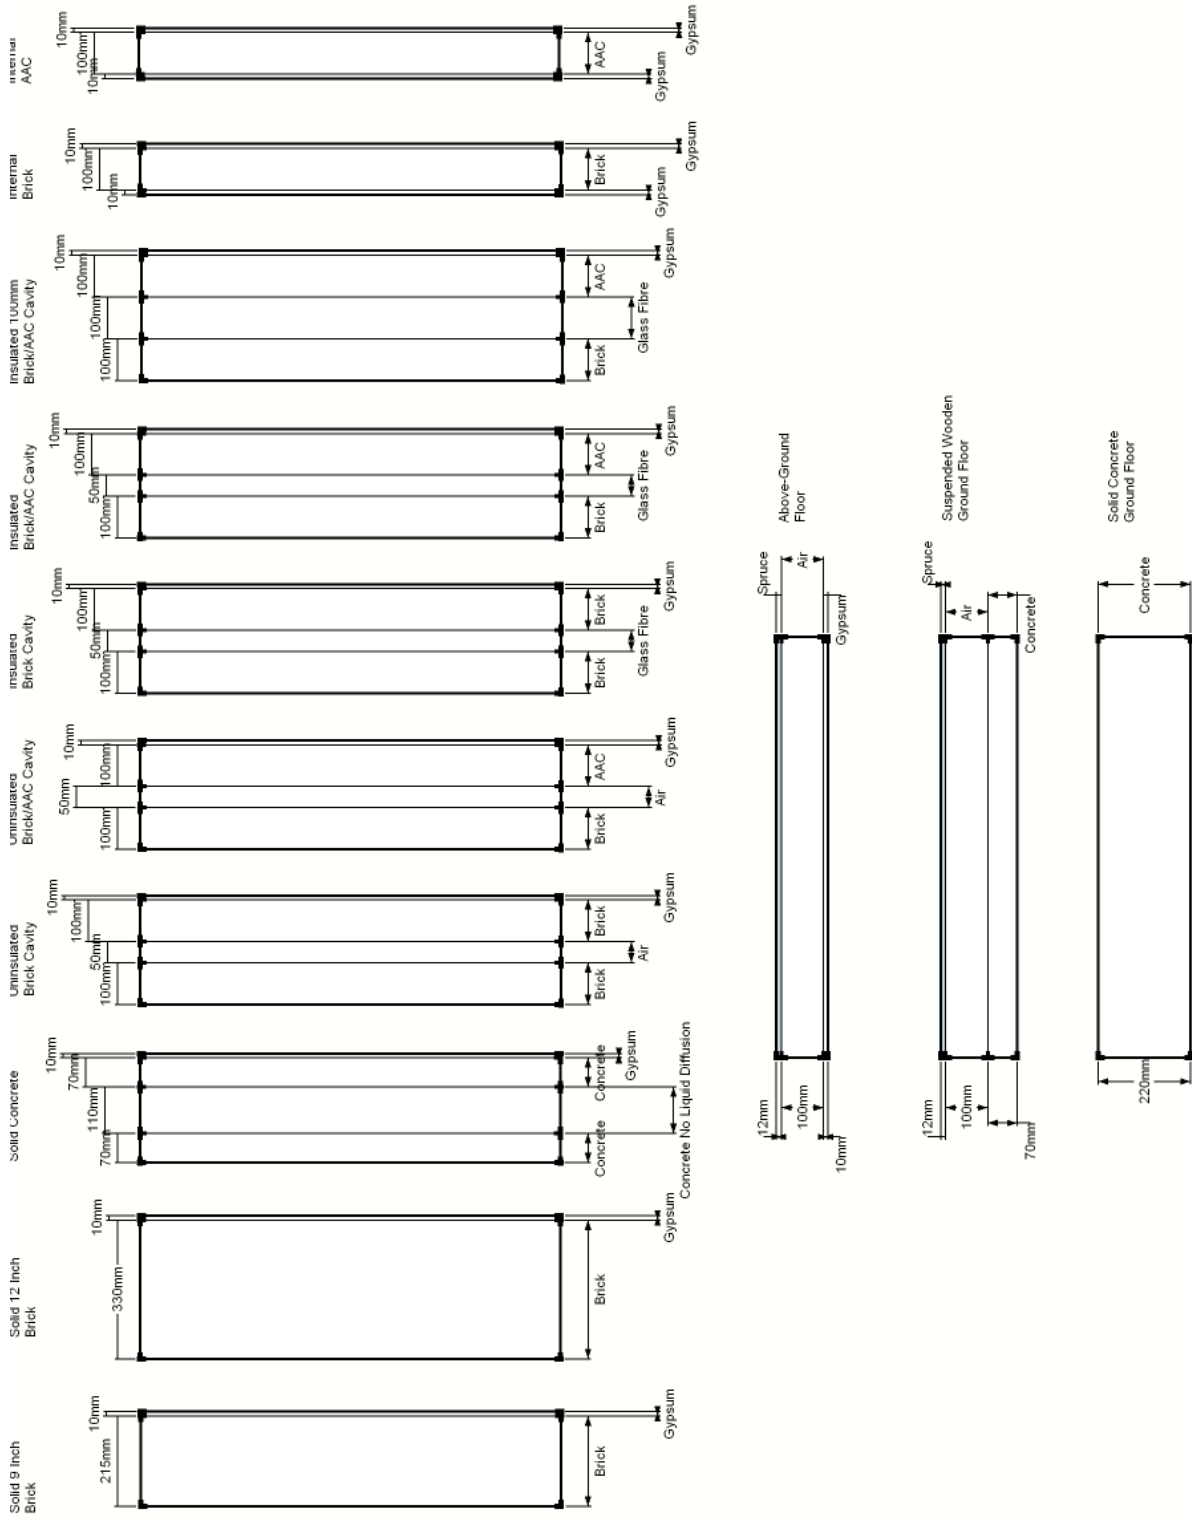 Solid 9 Inch
Brick
10mm
215mm
Brick
Gypsum
Solid 12 Inch
Brick
10mm
330mm
Brick
Gypsum
Solid Concrete
10mm
70mm
110mm
70mm
Concrete
Concrete
Gypsum
Concrete No Liquid Diffusion
Uninsulated
Brick Cavity
10mm
100mm
50mm
100mm
Brick
Brick
Air
Gypsum
Uninsulated
Brick/AAC Cavity
10mm
100mm
50mm
100mm
Brick
AAC
Air
Gypsum
Insulated
Brick Cavity
10mm
100mm
50mm
100mm
Brick
Brick
Glass Fibre
Gypsum
Insulated
Brick/AAC Cavity
10mm
100mm
50mm
100mm
Brick
AAC
Glass Fibre
Gypsum
Insulated 100mm
Brick/AAC Cavity
10mm
100mm
100mm
100mm
Brick
AAC
Glass Fibre
Gypsum
Internal
Brick
10mm
100mm
10mm
Brick
Gypsum
Gypsum
Internal
AAC
10mm
100mm
10mm
AAC
Gypsum
Gypsum
Above-Ground
Floor
12mm
100mm
10mm
Spruce
Air
Gypsum
Suspended Wooden
Ground Floor
12mm
100mm
70mm
Spruce
Air
Concrete
Solid Concrete
Ground Floor
220mm
Concrete